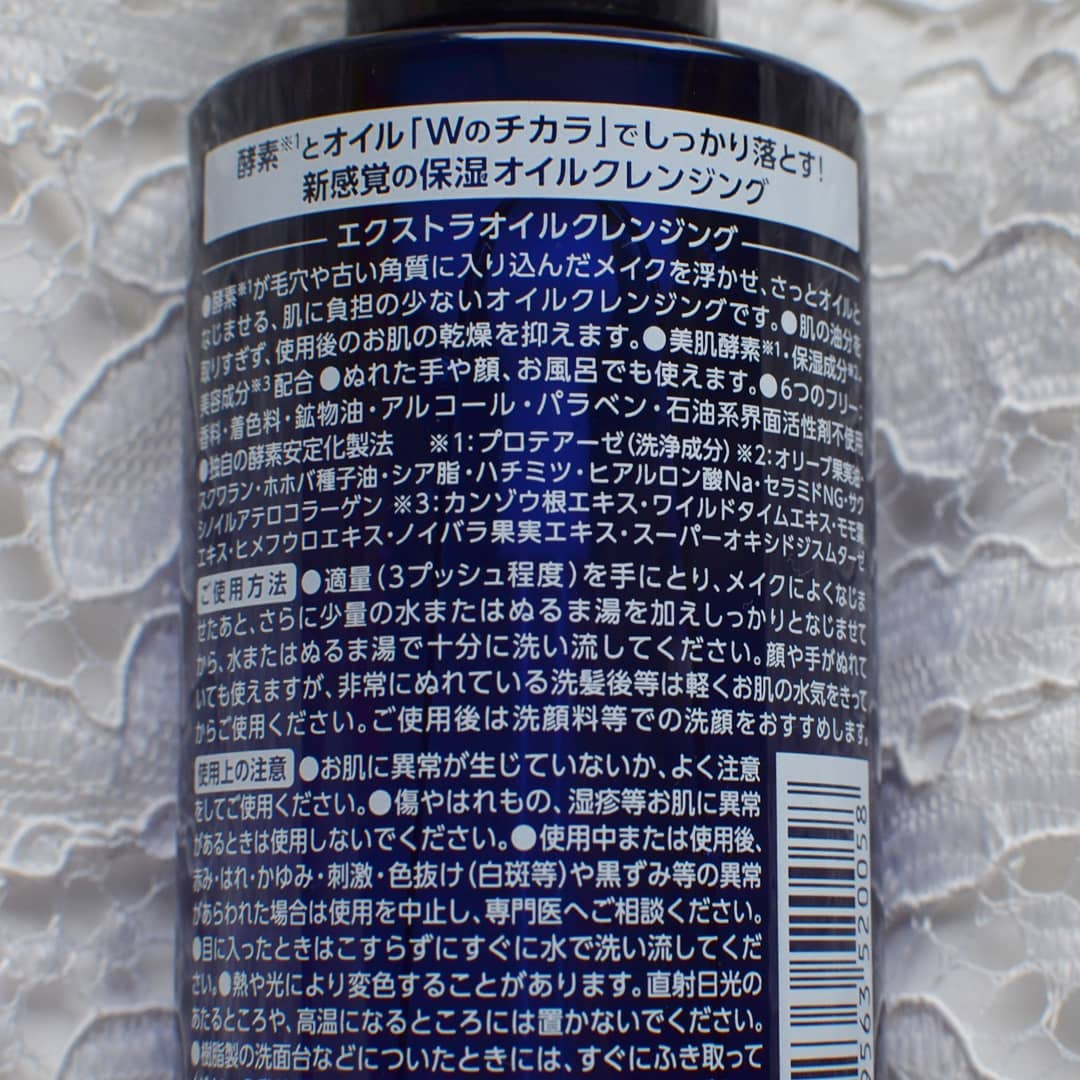 酵素※1とオイル「Wのチカラ」でしっかり落とす!
新感覚の保湿オイルクレンジング
エクストラオイルクレンジング
●酵素※1が毛穴や古い角質に入り込んだメイクを浮かせ、さっとオイルと
なじませる、肌に負担の少ないオイルクレンジングです。●肌の油分を
取りすぎず、使用後のお肌の乾燥を抑えます。●美肌酵素※1・保湿成分※2・
美容成分※3配合 ●ぬれた手や顔、お風呂でも使えます。●6つのフリー:
香料・着色料・鉱物油・アルコール・パラベン・石油系界面活性剤不使用
●独自の酵素安定化製法 ※1:プロテアーゼ(洗浄成分) ※2:オリーブ果実油・
スクワラン・ホホバ種子油・シア脂・ハチミツ・ヒアルロン酸Na・セラミドNG・サク
シノイルアテロコラーゲン ※3:カンゾウ根エキス・ワイルドタイムエキス・モモ葉
エキス・ヒメフウロエキス・ノイバラ果実エキス・スーパーオキシドジスムターゼ
ご使用方法 ●適量(3プッシュ程度)を手にとり、メイクによくなじま
せたあと、さらに少量の水またはぬるま湯を加えしっかりとなじませて
から、水またはぬるま湯で十分に洗い流してください。顔や手がぬれて
いても使えますが、非常にぬれている洗髪後等は軽くお肌の水気をきって
からご使用ください。ご使用後は洗顔料等での洗顔をおすすめします。
使用上の注意 ●お肌に異常が生じていないか、よく注意
をしてご使用ください。●傷やはれもの、湿疹等お肌に異常
があるときは使用しないでください。●使用中または使用後、
赤み・はれ・かゆみ・刺激・色抜け(白斑等)や黒ずみ等の異常
があらわれた場合は使用を中止し、専門医へご相談ください。
●目に入ったときはこすらずにすぐに水で洗い流してくだ
さい。●熱や光により変色することがあります。直射日光の
あたるところや、高温になるところには置かないでください。
●樹脂製の洗面台などについたときには、すぐにふき取って
9563520058